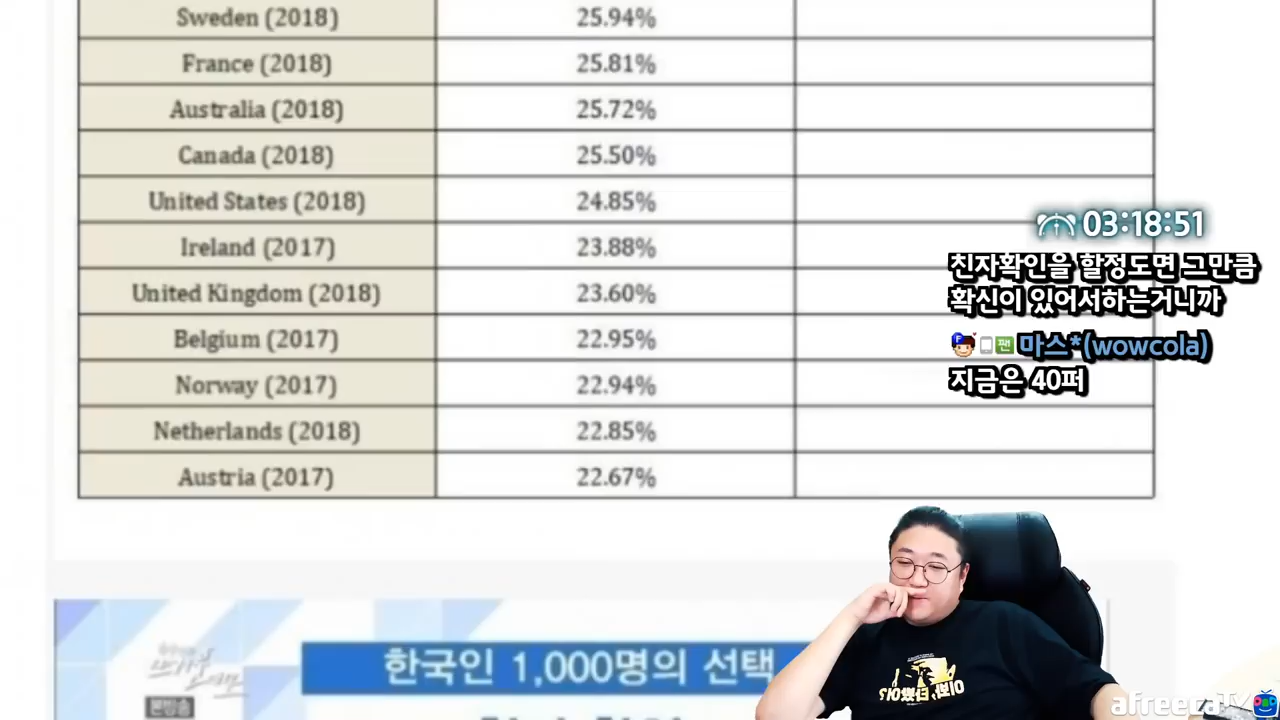 Sweden (2018) 25.94%
France (2018) 25.81%
Australia (2018) 25.72%
Canada (2018) 25.50%
United States (2018) 24.85%
Ireland (2017) 23.88%
United Kingdom (2018) 23.60%
Belgium (2017) 22.95%
Norway (2017) 22.94%
Netherlands (2018) 22.85%
Austria (2017) 22.67%
03:18:51
친자확인을 할정도면 그만큼
확신이 있어서하는거니까
F 팬 마스*(wowcola)
지금은 40퍼
한국인 1,000명의 선택
본방송
afreecaTV